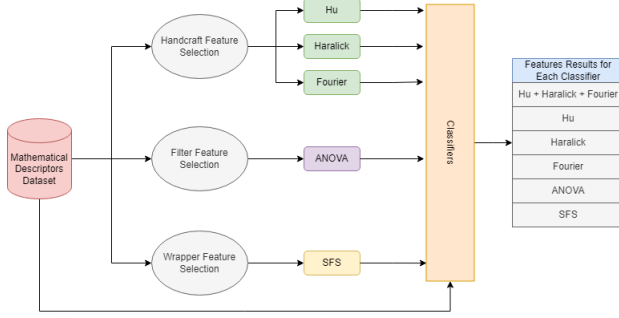 Hu
Handcraft Feature
Selection
Haralick
Fourier
Mathematical
Descriptors
Dataset
Filter Feature
Selection
ANOVA
Wrapper Feature
Selection
SFS
Classifiers
Features Results for
Each Classifier
Hu + Haralick + Fourier
Hu
Haralick
Fourier
ANOVA
SFS